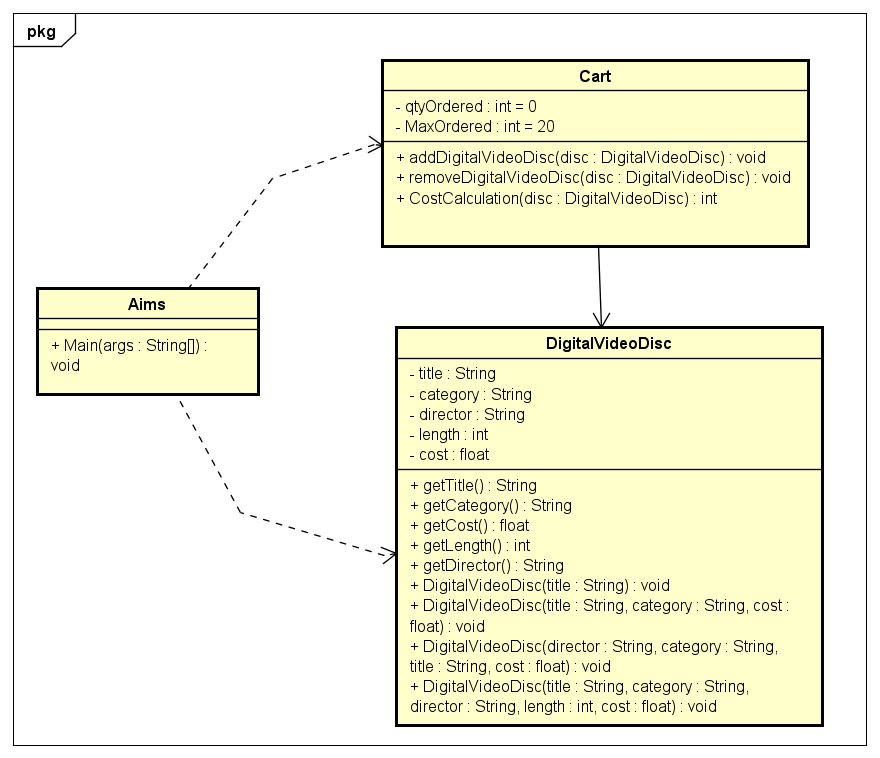 pkg
Cart
- qtyOrdered : int = 0
- MaxOrdered : int = 20
+ addDigitalVideoDisc(disc : DigitalVideoDisc) : void
+ removeDigitalVideoDisc(disc : DigitalVideoDisc) : void
+ CostCalculation(disc : DigitalVideoDisc) : int
Aims
+ Main(args : String[]) :
void
DigitalVideoDisc
- title : String
- category : String
- director : String
- length : int
- cost : float
+ getTitle() : String
+ getCategory() : String
+ getCost() : float
+ getLength() : int
+ getDirector() : String
+ DigitalVideoDisc(title : String) : void
+ DigitalVideoDisc(title : String, category : String, cost :
float) : void
+ DigitalVideoDisc(director : String, category : String,
title : String, cost : float) : void
+ DigitalVideoDisc(title : String, category : String,
director : String, length : int, cost : float) : void